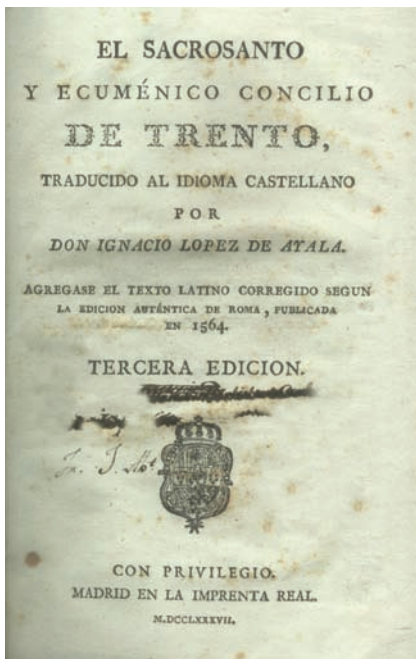 EL SACROSANTO
Y ECUMÉNICO CONCILIO
DE TRENTO,
TRADUCIDO AL IDIOMA CASTELLANO
POR
DON IGNACIO LOPEZ DE AYALA.
AGREGASE EL TEXTO LATINO CORREGIDO SEGUN
LA EDICION AUTÉNTICA DE ROMA, PUBLICADA
EN 1564.
TERCERA EDICION.
CON PRIVILEGIO.
MADRID EN LA IMPRENTA REAL.
M.DCCLXXXVII.